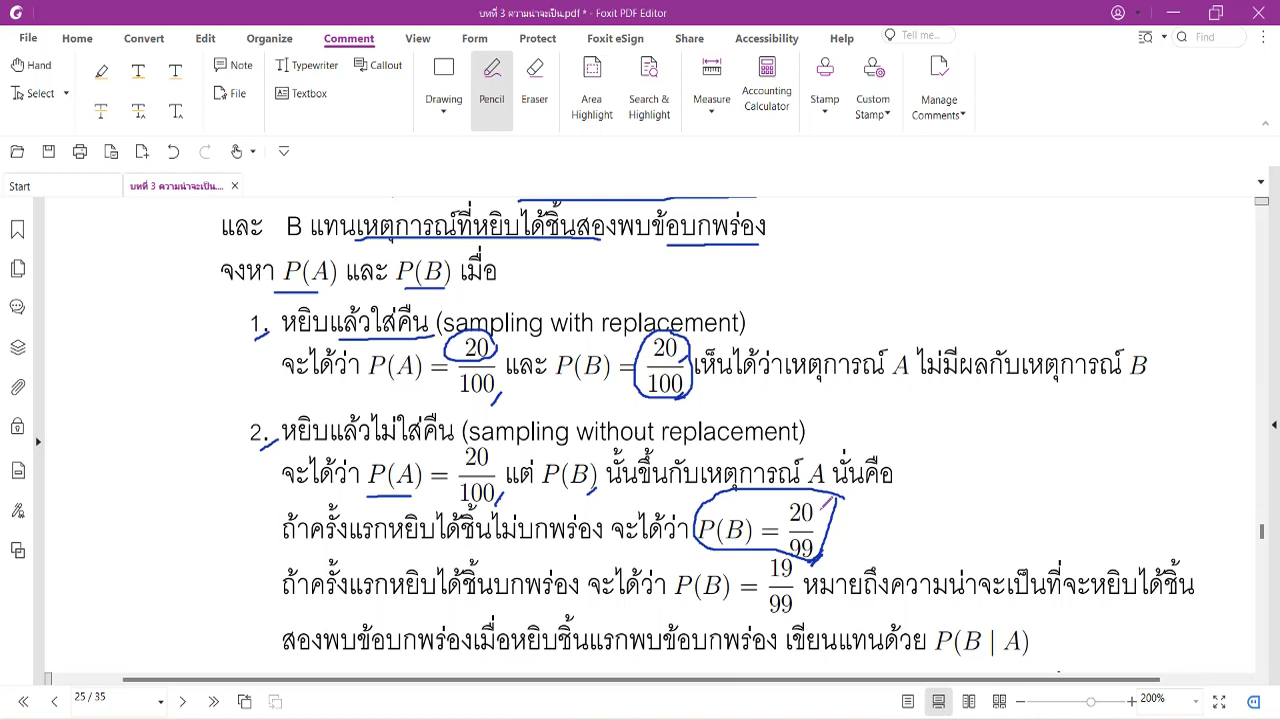 บทที่ 3 ความน่าจะเป็น.pdf * - Foxit PDF Editor
File Home Convert Edit Organize Comment View Form Protect Foxit eSign Share Accessibility Help Tell me... Find
Hand Note Typewriter Callout
Select File Textbox
Drawing Pencil Eraser Area Highlight Search & Highlight Measure Accounting Calculator Stamp Custom Stamp Manage Comments
Start บทที่ 3 ความน่าจะเป็น....
และ B แทนเหตุการณ์ที่หยิบได้ชิ้นสองพบข้อบกพร่อง
จงหา P(A) และ P(B) เมื่อ
1. หยิบแล้วใส่คืน (sampling with replacement)
จะได้ว่า P(A) = 20/100 และ P(B) = 20/100 เห็นได้ว่าเหตุการณ์ A ไม่มีผลกับเหตุการณ์ B
2. หยิบแล้วไม่ใส่คืน (sampling without replacement)
จะได้ว่า P(A) = 20/100 แต่ P(B) นั้นขึ้นกับเหตุการณ์ A นั่นคือ
ถ้าครั้งแรกหยิบได้ชิ้นไม่บกพร่อง จะได้ว่า P(B) = 20/99
ถ้าครั้งแรกหยิบได้ชิ้นบกพร่อง จะได้ว่า P(B) = 19/99 หมายถึงความน่าจะเป็นที่จะหยิบได้ชิ้น
สองพบข้อบกพร่องเมื่อหยิบชิ้นแรกพบข้อบกพร่อง เขียนแทนด้วย P(B | A)
25 / 35 200%